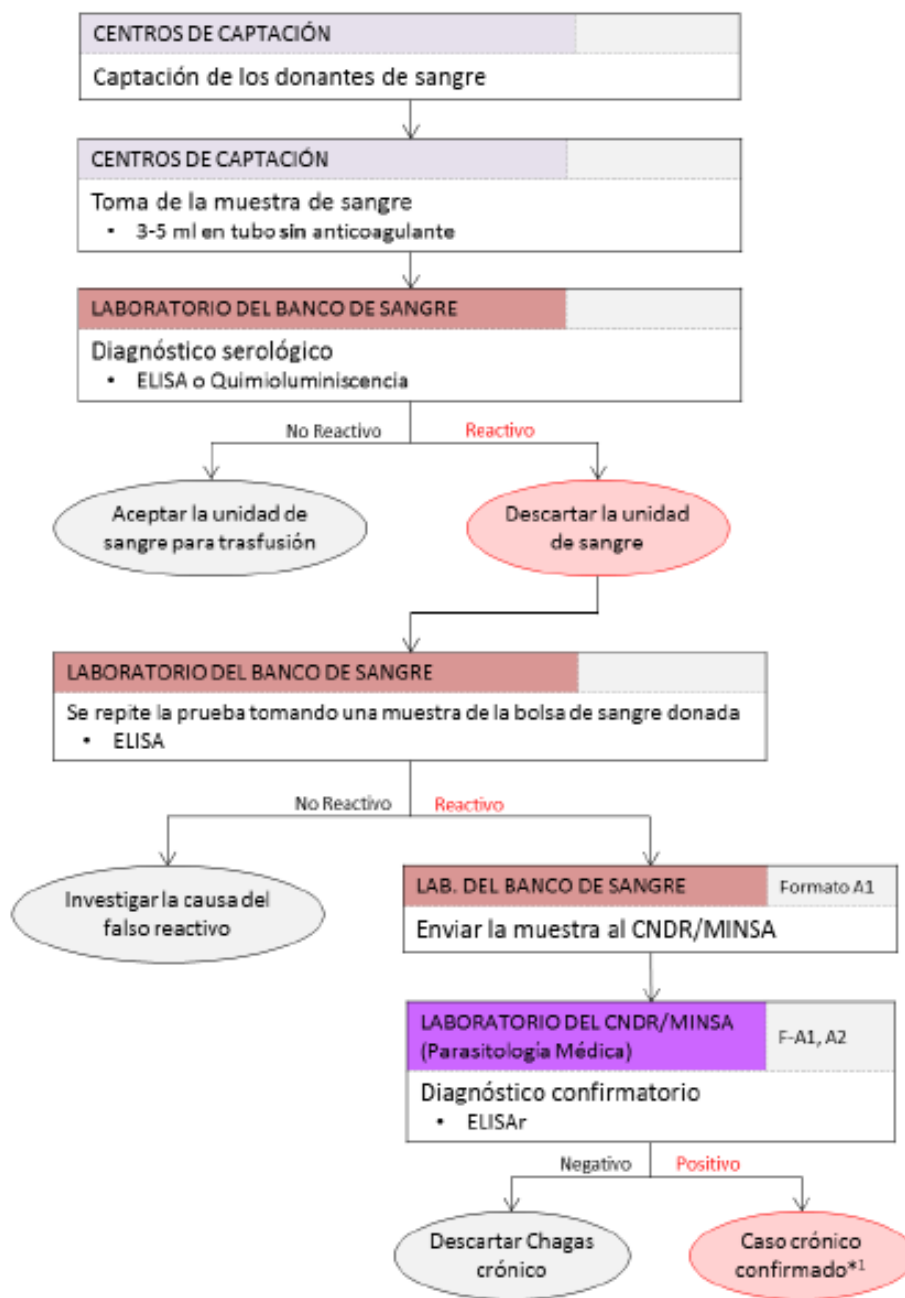 CENTROS DE CAPTACIÓN
Captación de los donantes de sangre
CENTROS DE CAPTACIÓN
Toma de la muestra de sangre
• 3-5 ml en tubo sin anticoagulante
LABORATORIO DEL BANCO DE SANGRE
Diagnóstico serológico
• ELISA o Quimioluminiscencia
No Reactivo Reactivo
Aceptar la unidad de
sangre para trasfusión
Descartar la unidad
de sangre
LABORATORIO DEL BANCO DE SANGRE
Se repite la prueba tomando una muestra de la bolsa de sangre donada
• ELISA
No Reactivo Reactivo
Investigar la causa del
falso reactivo
LAB. DEL BANCO DE SANGRE Formato A1
Enviar la muestra al CNDR/MINSA
LABORATORIO DEL CNDR/MINSA
(Parasitología Médica) F-A1, A2
Diagnóstico confirmatorio
• ELISAr
Negativo Positivo
Descartar Chagas
crónico
Caso crónico
confirmado*1